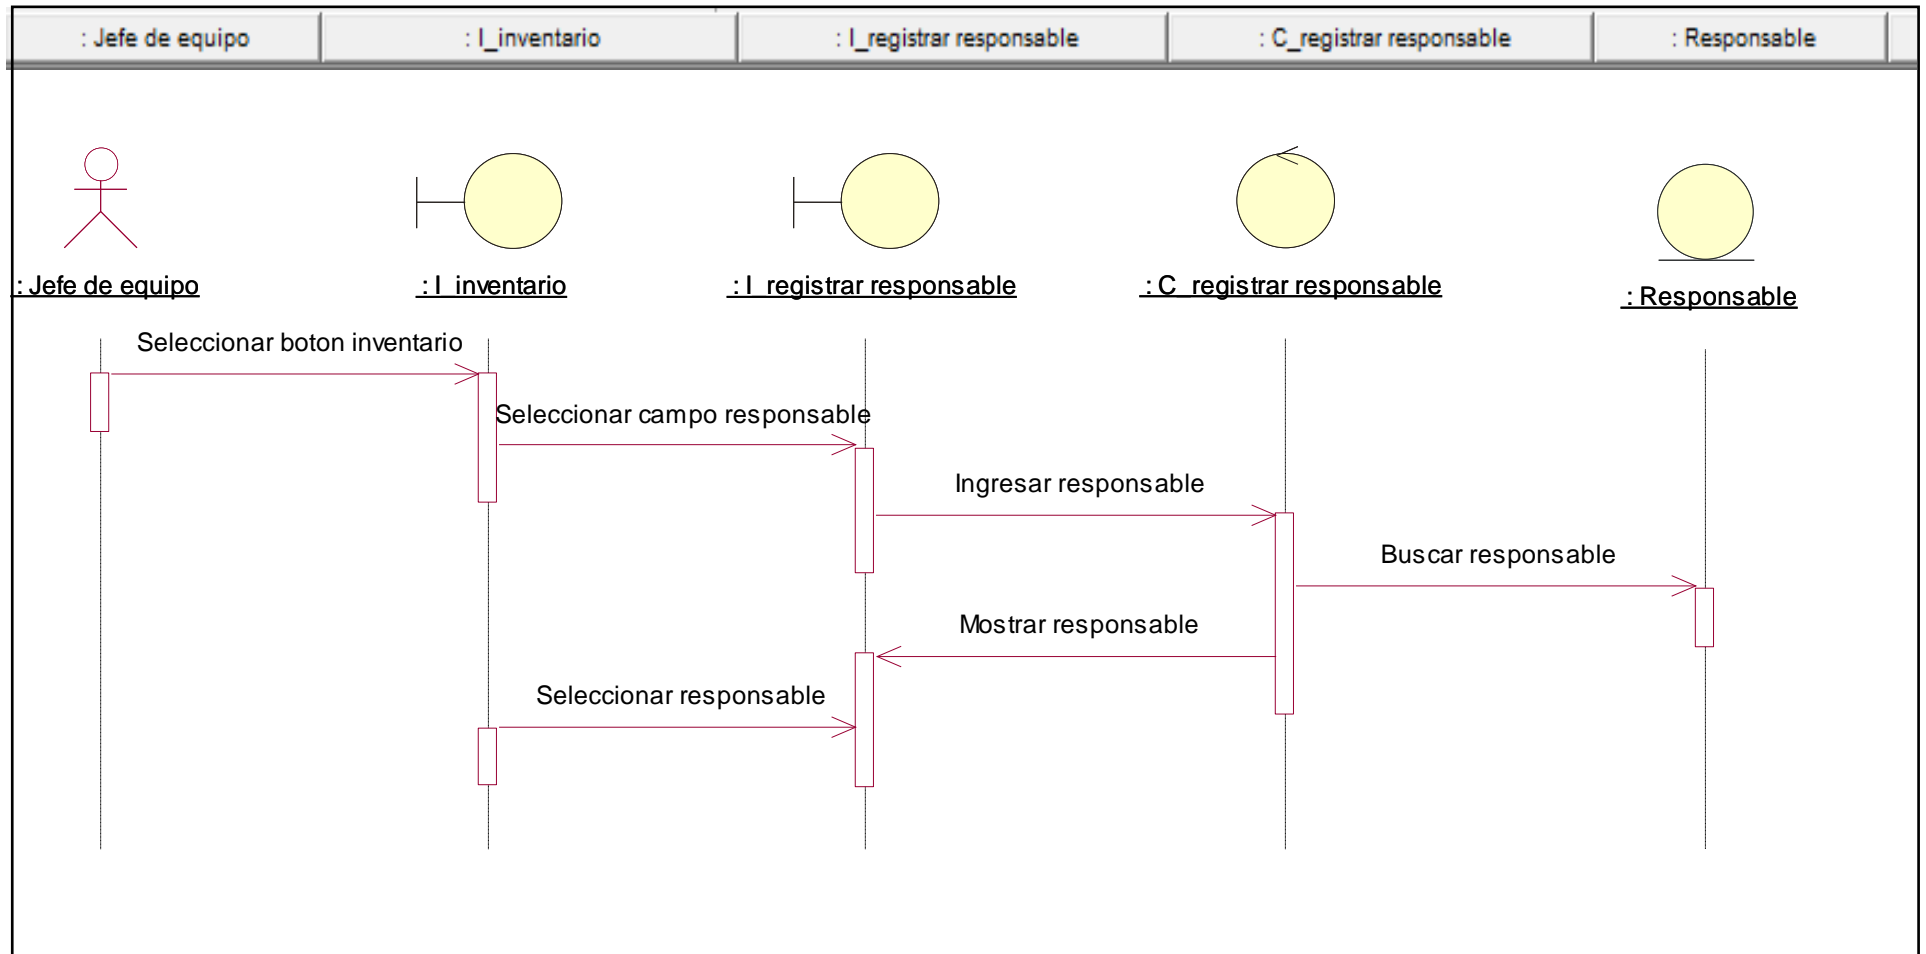 : Jefe de equipo
: I_inventario
: I_registrar responsable
: C_registrar responsable
: Responsable
: Jefe de equipo
: I_inventario
: I_registrar responsable
: C_registrar responsable
: Responsable
Seleccionar boton inventario
Seleccionar campo responsable
Ingresar responsable
Buscar responsable
Mostrar responsable
Seleccionar responsable